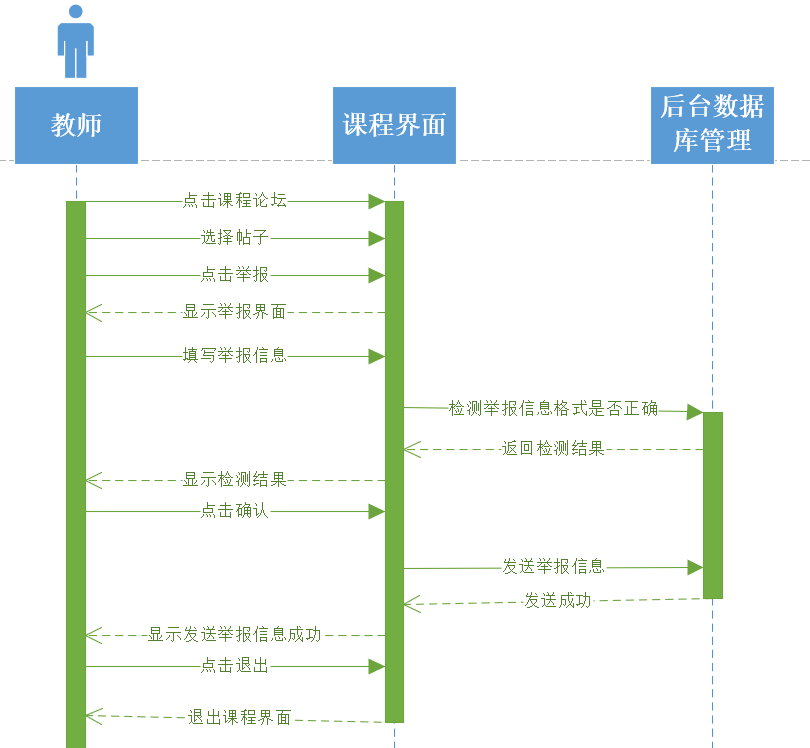 教师
课程界面
后台数据
库管理
点击课程论坛
选择帖子
点击举报
显示举报界面
填写举报信息
检测举报信息格式是否正确
返回检测结果
显示检测结果
点击确认
发送举报信息
发送成功
显示发送举报信息成功
点击退出
退出课程界面